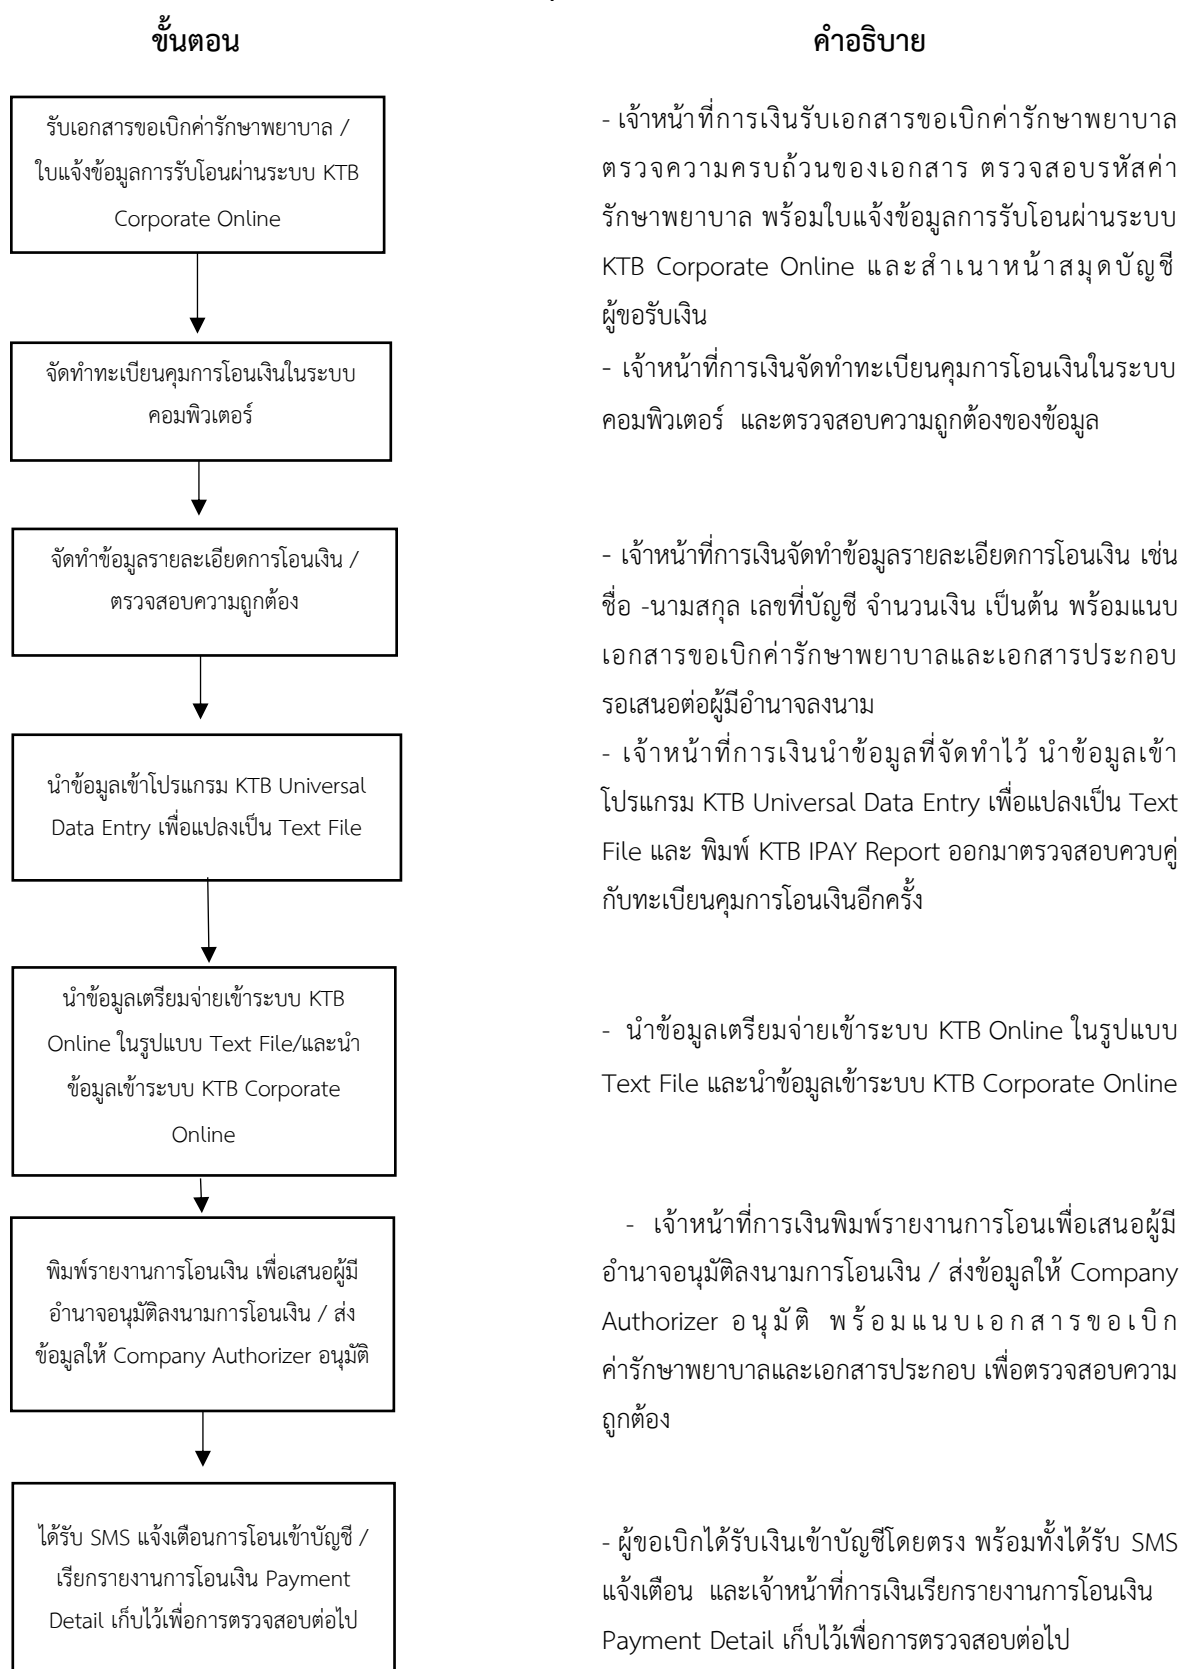 ขั้นตอน
คำอธิบาย
รับเอกสารขอเบิกค่ารักษาพยาบาล /
ใบแจ้งข้อมูลการรับโอนผ่านระบบ KTB
Corporate Online
- เจ้าหน้าที่การเงินรับเอกสารขอเบิกค่ารักษาพยาบาล
ตรวจความครบถ้วนของเอกสาร ตรวจสอบรหัสค่า
รักษาพยาบาล พร้อมใบแจ้งข้อมูลการรับโอนผ่านระบบ
KTB Corporate Online และสำเนาหน้าสมุดบัญชี
ผู้ขอรับเงิน
จัดทำทะเบียนคุมการโอนเงินในระบบ
คอมพิวเตอร์
- เจ้าหน้าที่การเงินจัดทำทะเบียนคุมการโอนเงินในระบบ
คอมพิวเตอร์ และตรวจสอบความถูกต้องของข้อมูล
จัดทำข้อมูลรายละเอียดการโอนเงิน /
ตรวจสอบความถูกต้อง
- เจ้าหน้าที่การเงินจัดทำข้อมูลรายละเอียดการโอนเงิน เช่น
ชื่อ -นามสกุล เลขที่บัญชี จำนวนเงิน เป็นต้น พร้อมแนบ
เอกสารขอเบิกค่ารักษาพยาบาลและเอกสารประกอบ
รอเสนอต่อผู้มีอำนาจลงนาม
นำข้อมูลเข้าโปรแกรม KTB Universal
Data Entry เพื่อแปลงเป็น Text File
- เจ้าหน้าที่การเงินนำข้อมูลที่จัดทำไว้ นำข้อมูลเข้า
โปรแกรม KTB Universal Data Entry เพื่อแปลงเป็น Text
File และ พิมพ์ KTB IPAY Report ออกมาตรวจสอบควบคู่
กับทะเบียนคุมการโอนเงินอีกครั้ง
นำข้อมูลเตรียมจ่ายเข้าระบบ KTB
Online ในรูปแบบ Text File/และนำ
ข้อมูลเข้าระบบ KTB Corporate
Online
- นำข้อมูลเตรียมจ่ายเข้าระบบ KTB Online ในรูปแบบ
Text File และนำข้อมูลเข้าระบบ KTB Corporate Online
พิมพ์รายงานการโอนเงิน เพื่อเสนอผู้มี
อำนาจอนุมัติลงนามการโอนเงิน / ส่ง
ข้อมูลให้ Company Authorizer อนุมัติ
- เจ้าหน้าที่การเงินพิมพ์รายงานการโอนเพื่อเสนอผู้มี
อำนาจอนุมัติลงนามการโอนเงิน / ส่งข้อมูลให้ Company
Authorizer อนุมัติ พร้อมแนบเอกสารขอเบิก
ค่ารักษาพยาบาลและเอกสารประกอบ เพื่อตรวจสอบความ
ถูกต้อง
ได้รับ SMS แจ้งเตือนการโอนเข้าบัญชี /
เรียกรายงานการโอนเงิน Payment
Detail เก็บไว้เพื่อการตรวจสอบต่อไป
- ผู้ขอเบิกได้รับเงินเข้าบัญชีโดยตรง พร้อมทั้งได้รับ SMS
แจ้งเตือน และเจ้าหน้าที่การเงินเรียกรายงานการโอนเงิน
Payment Detail เก็บไว้เพื่อการตรวจสอบต่อไป